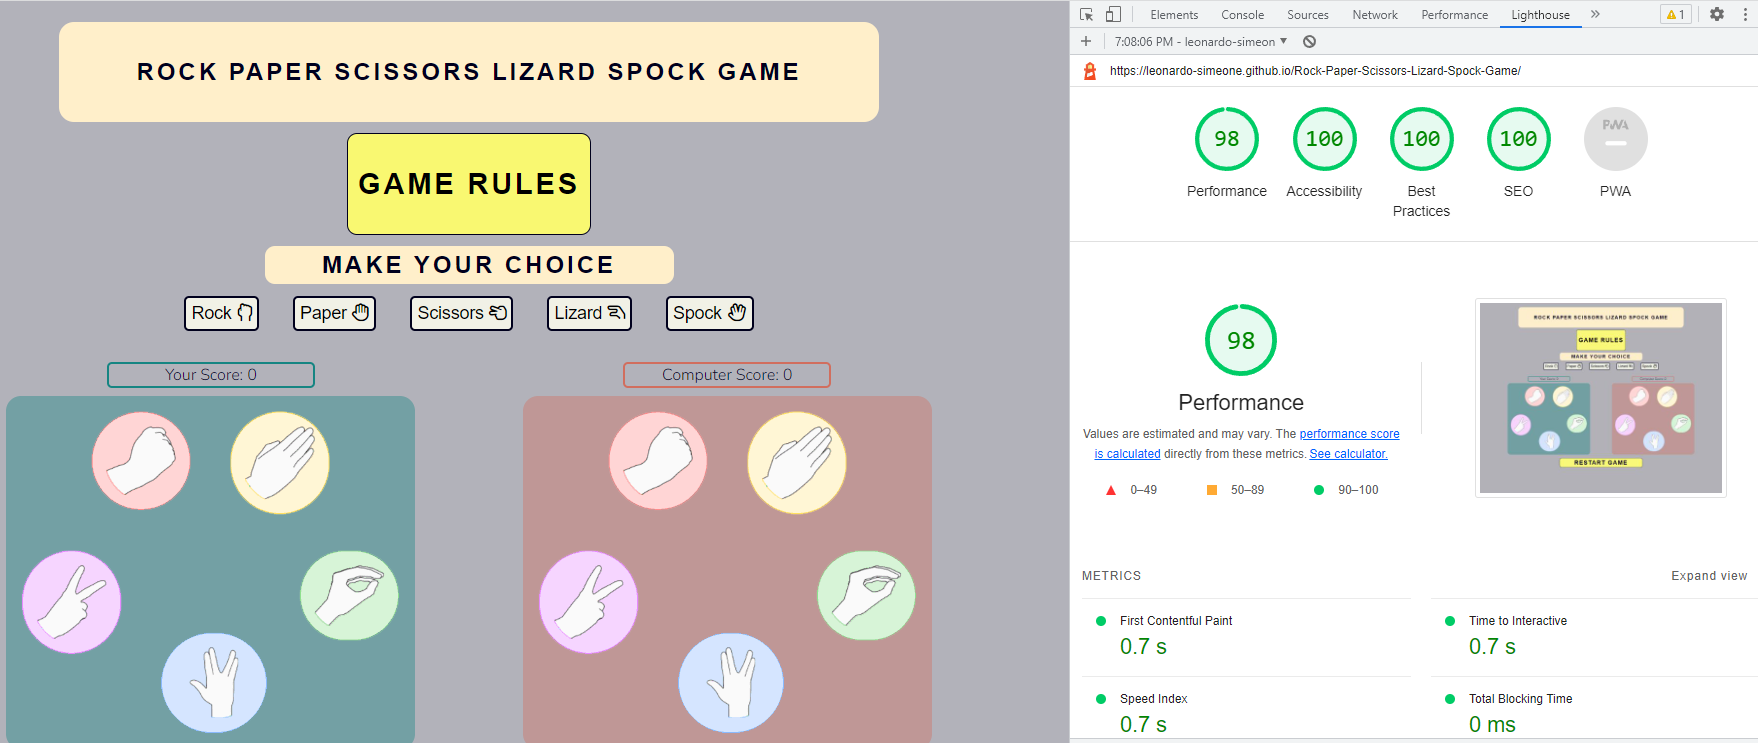 ROCK PAPER SCISSORS LIZARD SPOCK GAME
GAME RULES
MAKE YOUR CHOICE
Rock
Paper
Scissors
Lizard
Spock
Your Score: 0
Computer Score: 0
Elements Console Sources Network Performance Lighthouse » 1
+ 7:08:06 PM - leonardo-simeon
https://leonardo-simeone.github.io/Rock-Paper-Scissors-Lizard-Spock-Game/
98 100 100 100 PWA
Performance Accessibility Best Practices SEO PWA
98
Performance
Values are estimated and may vary. The performance score
is calculated directly from these metrics. See calculator.
0–49 50–89 90–100
ROCK PAPER SCISSORS LIZARD SPOCK GAME
GAME RULES
MAKE YOUR CHOICE
RESTART GAME
METRICS
Expand view
First Contentful Paint
0.7 s
Time to Interactive
0.7 s
Speed Index
0.7 s
Total Blocking Time
0 ms